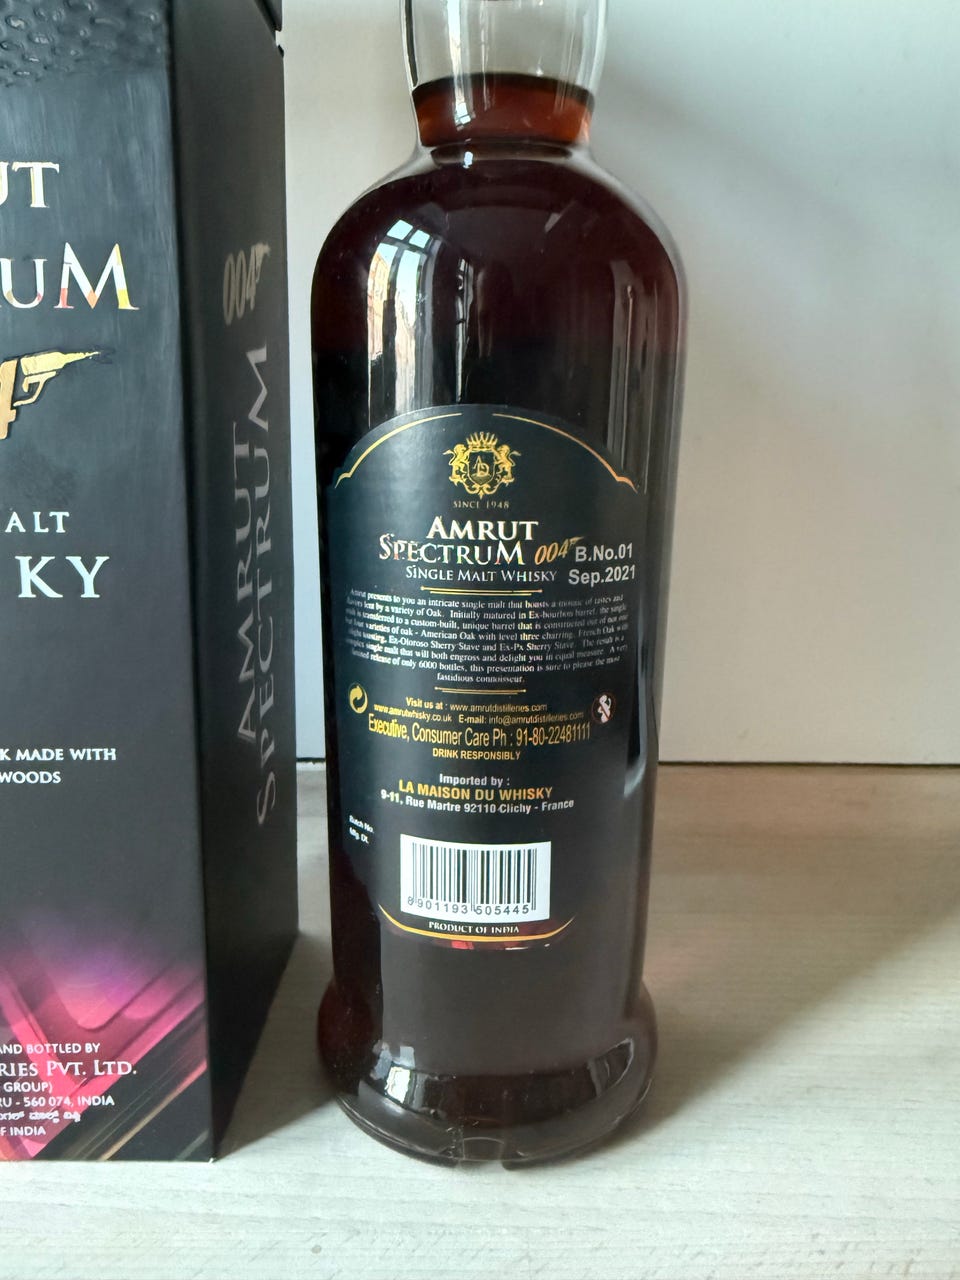 UT
RUM
4
ALT
KY
K MADE WITH
WOODS
AND BOTTLED BY
RIES PVT. LTD.
GROUP)
RU - 560 074, INDIA
F INDIA
004
AMRUT
SPECTRUM
SINCE 1948
AMRUT
SPECTRUM 004 B.No.01
SINGLE MALT WHISKY Sep.2021
Amrut presents to you an intricate single malt that boasts a mosaic of tastes and
flavors lent by a variety of Oak. Initially matured in Ex-bourbon barrel, the single
malt is transferred to a custom-built, unique barrel that is constructed out of not one
but four varieties of oak - American Oak with level three charring, French Oak with
light toasting, Ex-Oloroso Sherry Stave and Ex-Px Sherry Stave. The result is a
complex single malt that will both engross and delight you in equal measure. A very
limited release of only 6000 bottles, this presentation is sure to please the most
fastidious connoisseur.
Visit us at : www.amrutdistilleries.com
www.amrutwhisky.co.uk E-mail: info@amrutdistilleries.com
Executive, Consumer Care Ph : 91-80-22481111
DRINK RESPONSIBLY
Imported by :
LA MAISON DU WHISKY
9-11, Rue Martre 92110 Clichy - France
Batch No.
Mfg. Dt.
8 901193 505445
PRODUCT OF INDIA